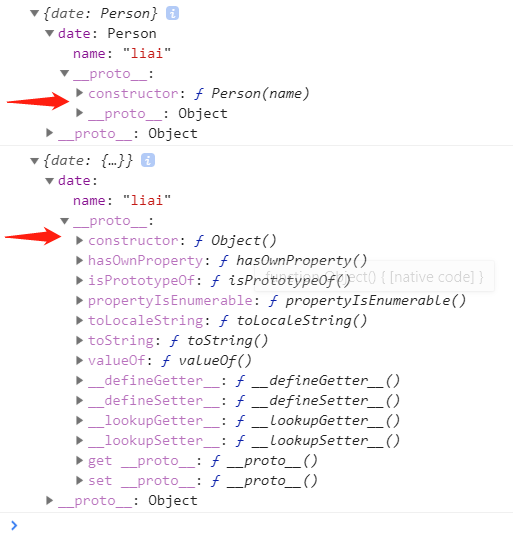 {date: Person} i
date: Person
name: "liai"
__proto__:
constructor: ƒ Person(name)
__proto__: Object
__proto__: Object
{date: {…}} i
date:
name: "liai"
__proto__:
constructor: ƒ Object()
hasOwnProperty: ƒ hasOwnProperty()
function Object() { [native code] }
isPrototypeOf: ƒ isPrototypeOf()
propertyIsEnumerable: ƒ propertyIsEnumerable()
toLocaleString: ƒ toLocaleString()
toString: ƒ toString()
valueOf: ƒ valueOf()
__defineGetter__: ƒ __defineGetter__()
__defineSetter__: ƒ __defineSetter__()
__lookupGetter__: ƒ __lookupGetter__()
__lookupSetter__: ƒ __lookupSetter__()
get __proto__: ƒ __proto__()
set __proto__: ƒ __proto__()
__proto__: Object